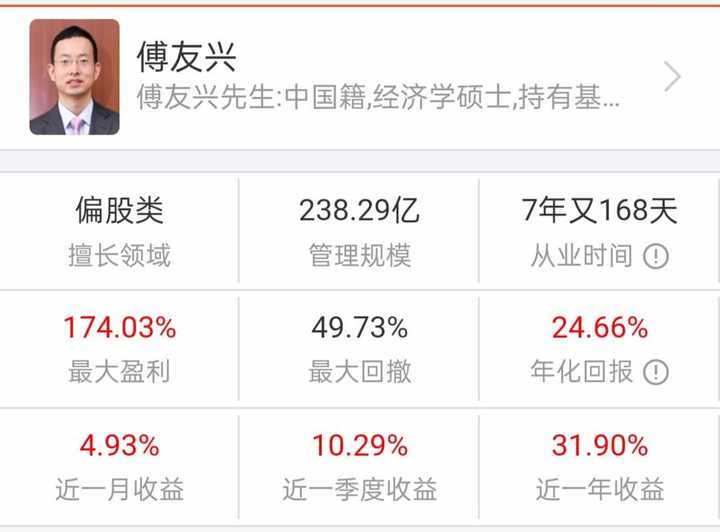 傅友兴
傅友兴先生:中国籍,经济学硕士,持有基...
偏股类 238.29亿 7年又168天
擅长领域 管理规模 从业时间
174.03% 49.73% 24.66%
最大盈利 最大回撤 年化回报
4.93% 10.29% 31.90%
近一月收益 近一季度收益 近一年收益